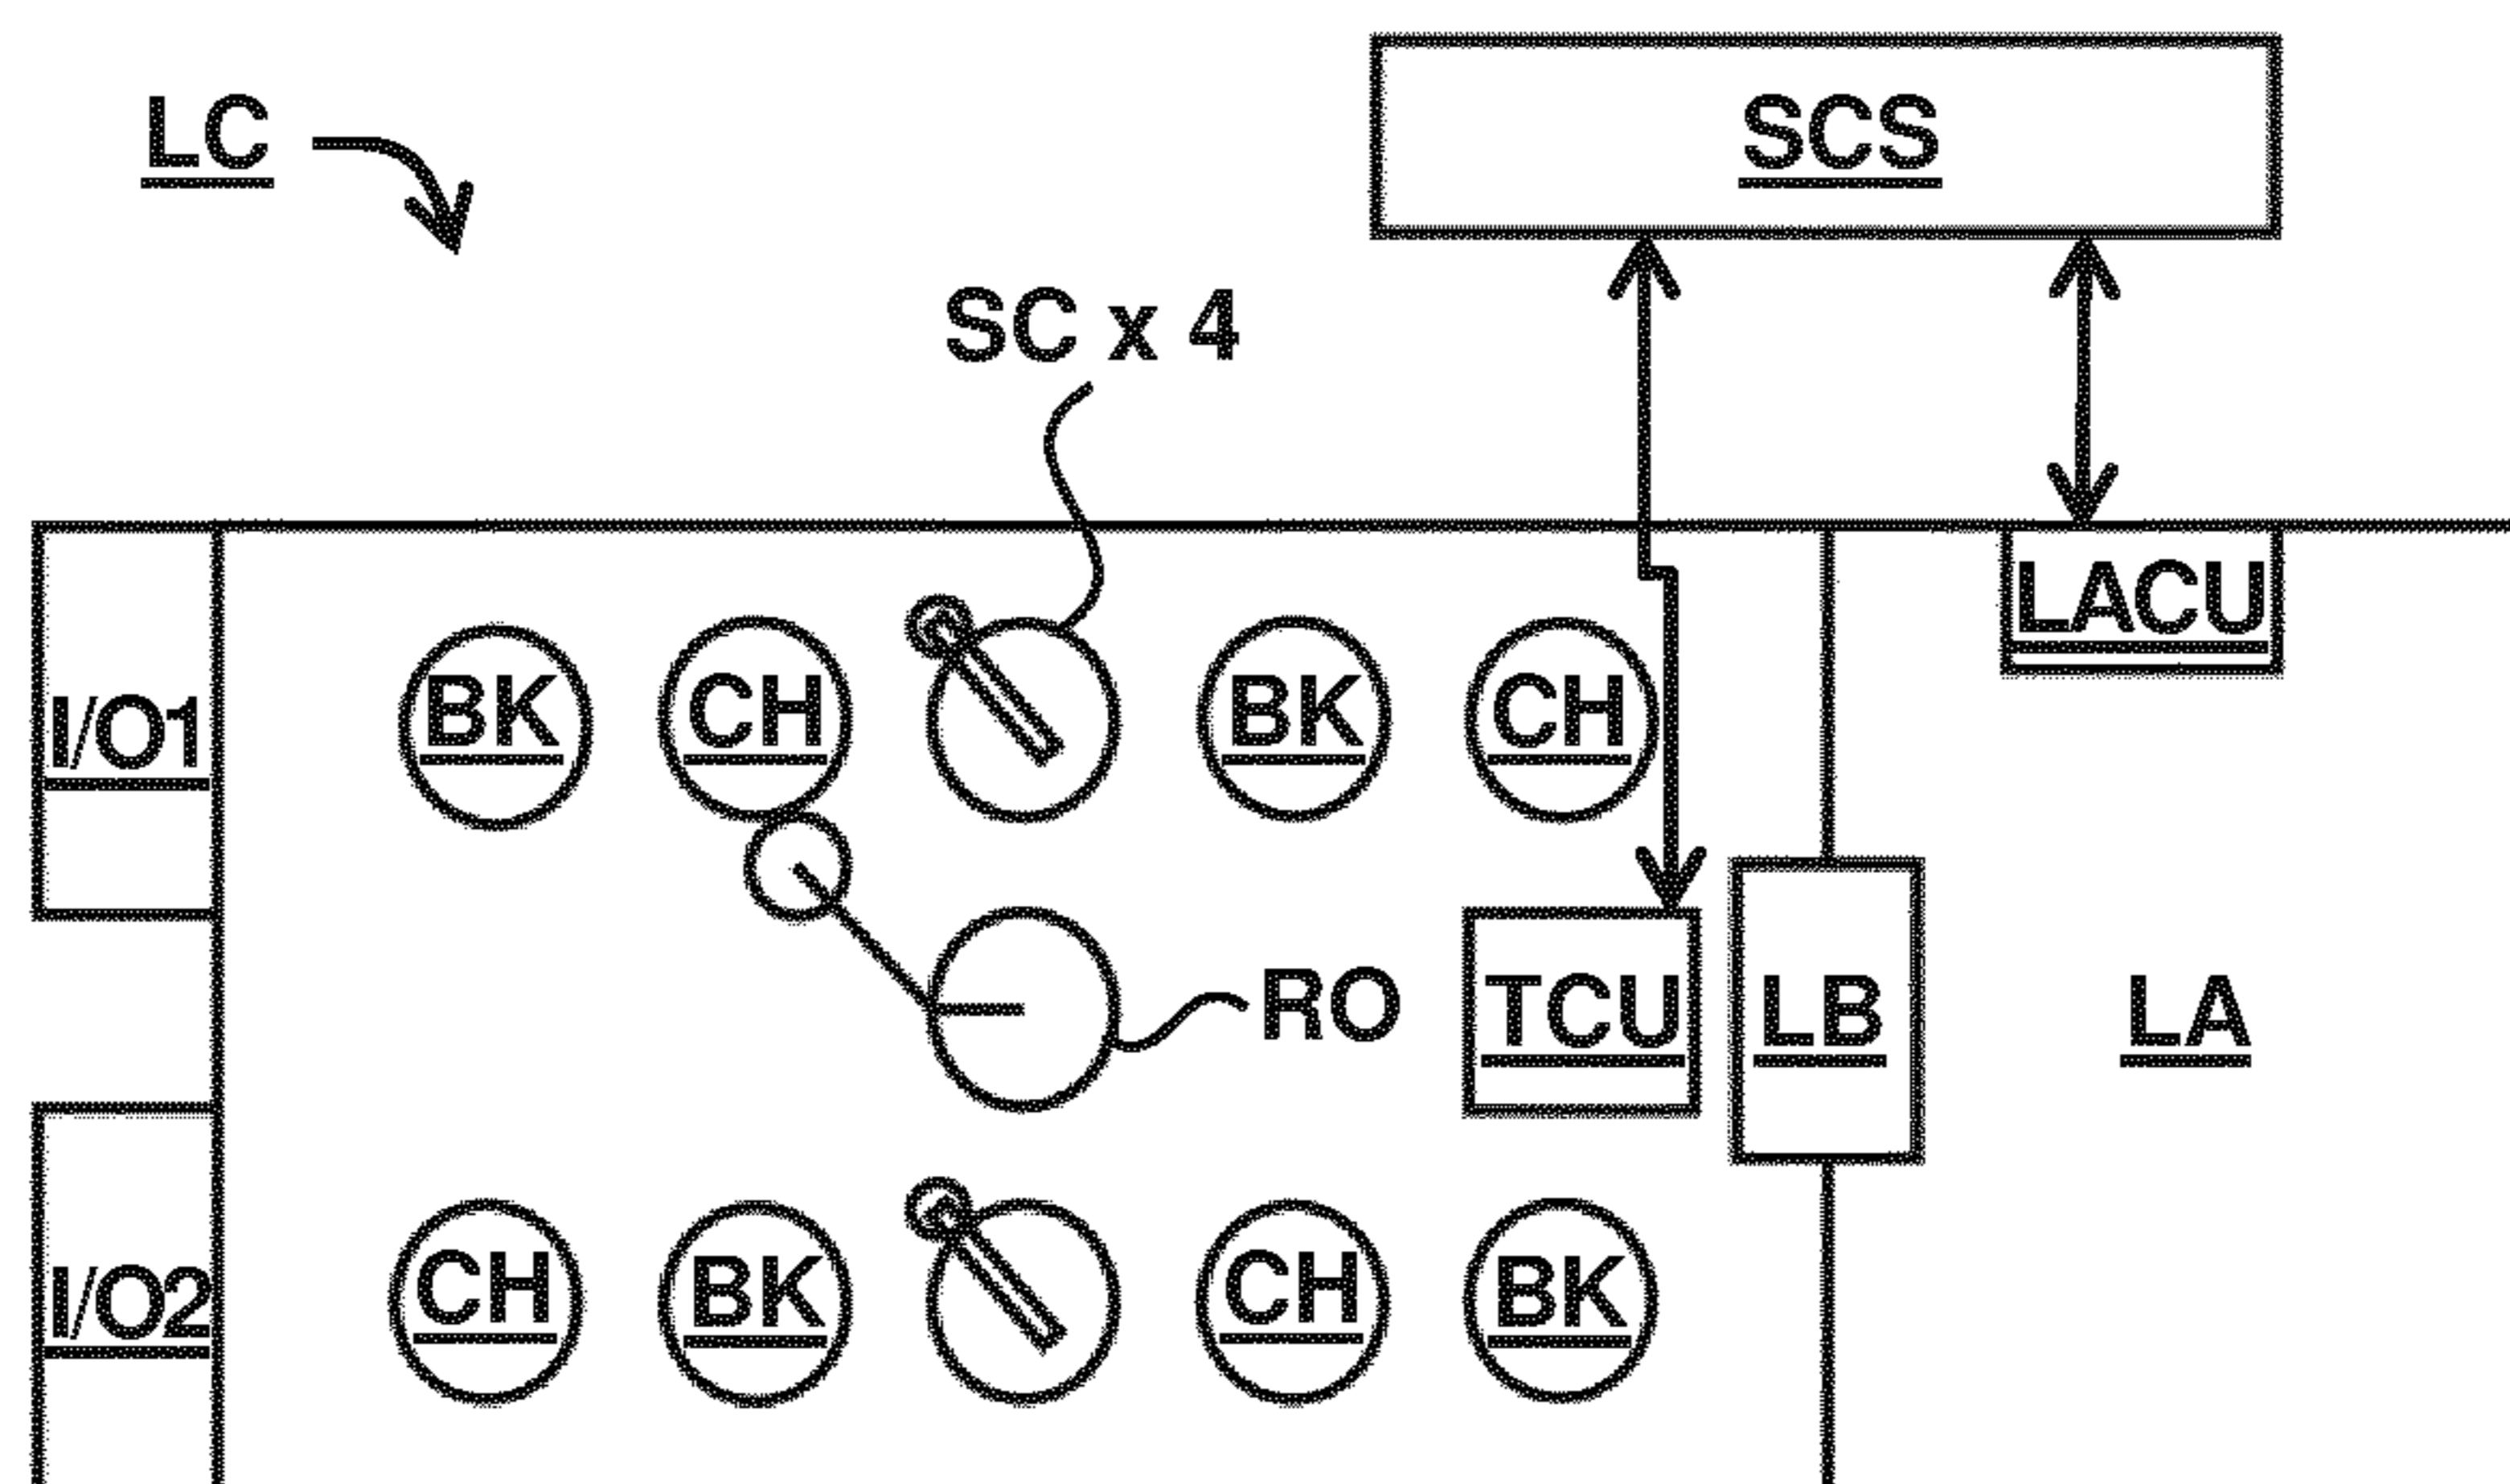 LC
SCS
SC x 4
LACU
I/O1
BK
CH
BK
CH
RO
TCU
LB
LA
I/O2
CH
BK
CH
BK